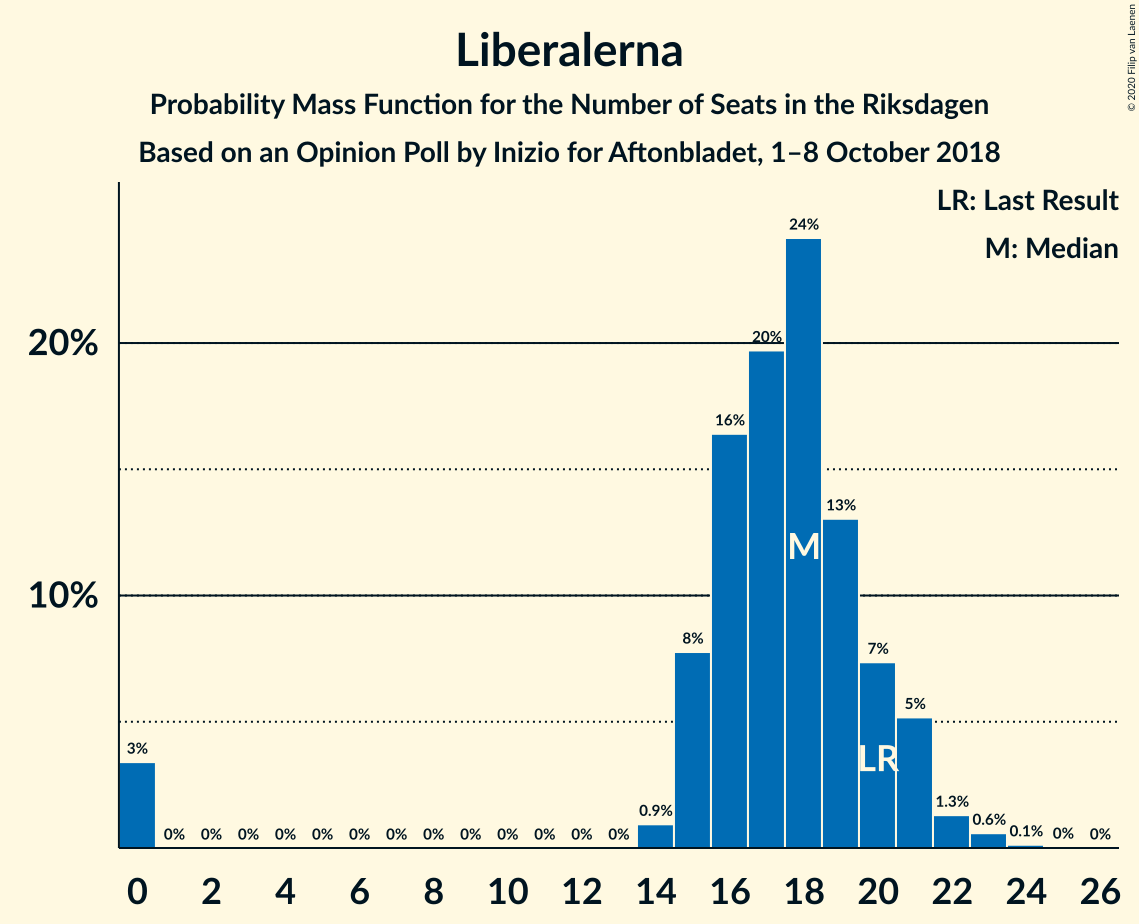 Liberalerna
Probability Mass Function for the Number of Seats in the Riksdagen
Based on an Opinion Poll by Inizio for Aftonbladet, 1–8 October 2018
© 2020 Filip van Laenen
LR: Last Result
M: Median
20%
10%
3% 0% 0% 0% 0% 0% 0% 0% 0% 0% 0% 0% 0% 0% 0.9% 8% 16% 20% 24% 13% 7% 5% 1.3% 0.6% 0.1% 0% 0%
M
LR
0 2 4 6 8 10 12 14 16 18 20 22 24 26